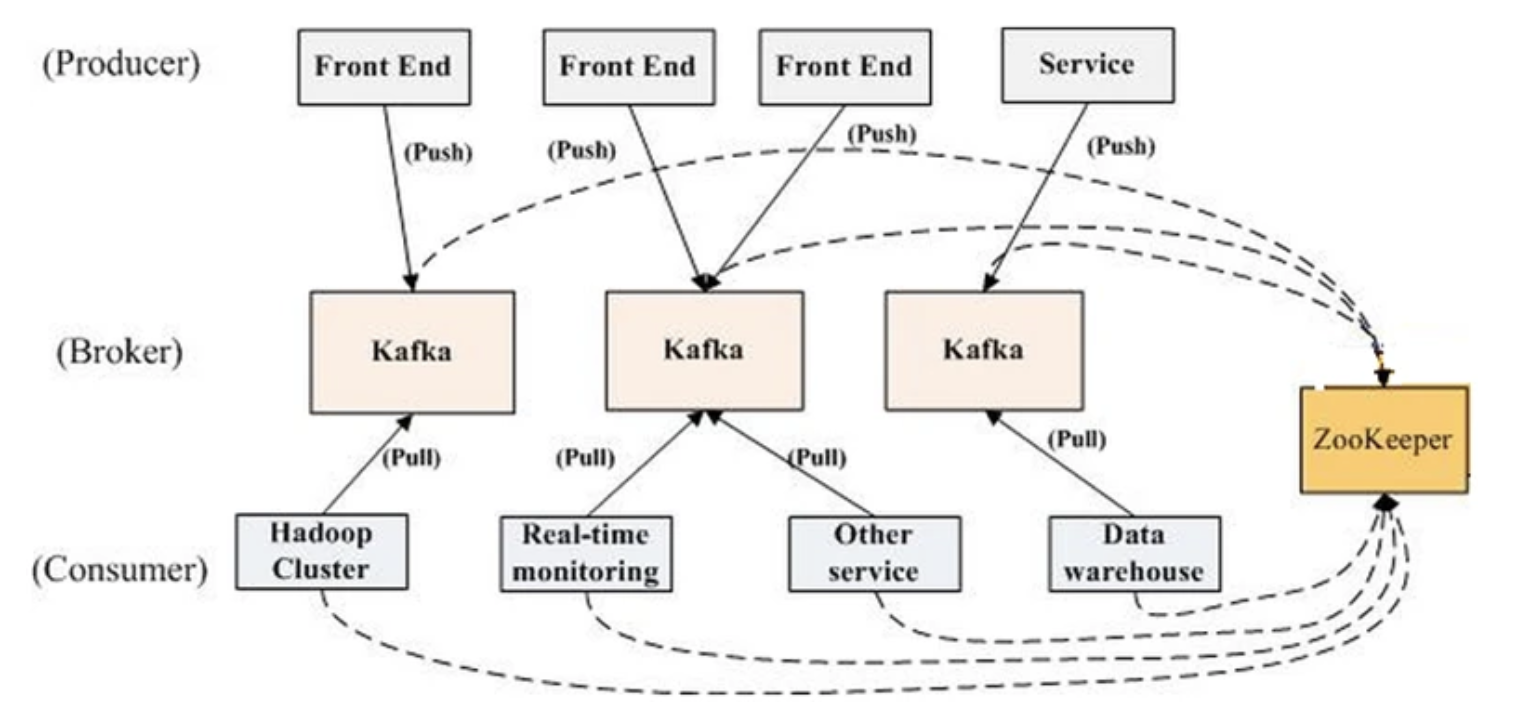 (Producer)
Front End
Front End
Front End
Service
(Push)
(Push)
(Push)
(Push)
(Broker)
Kafka
Kafka
Kafka
ZooKeeper
(Pull)
(Pull)
(Pull)
(Pull)
(Consumer)
Hadoop
Cluster
Real-time
monitoring
Other
service
Data
warehouse